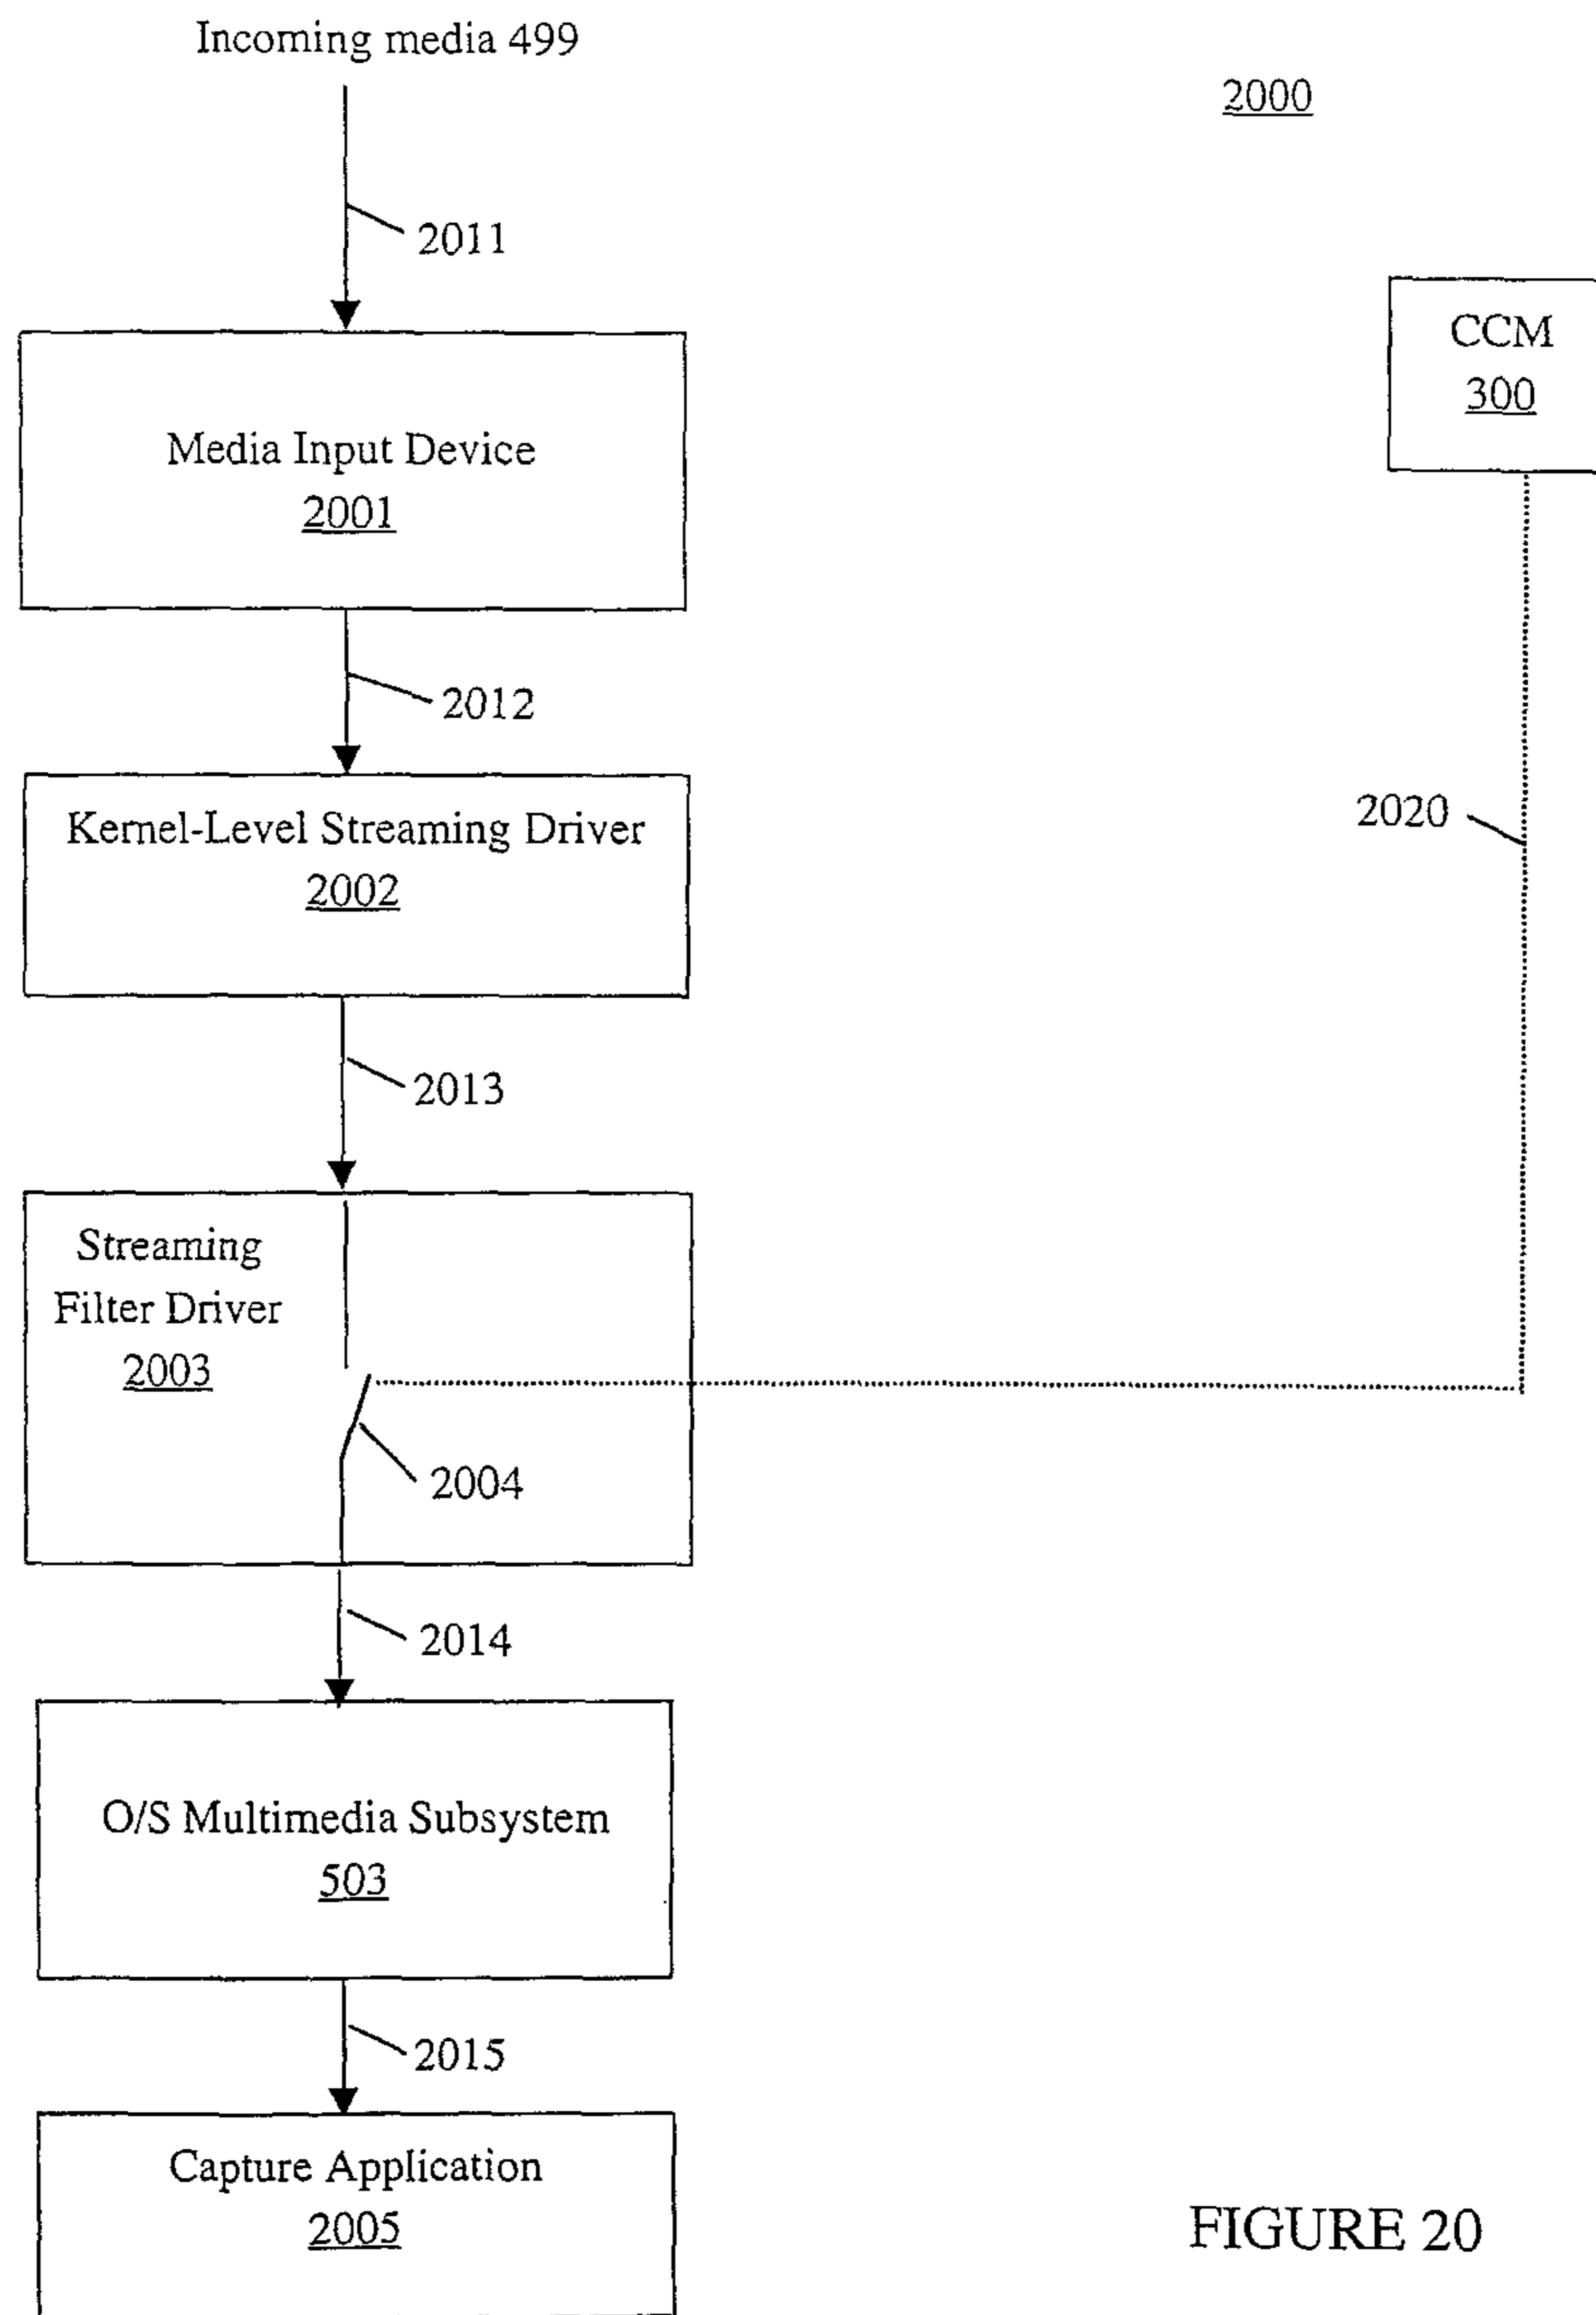 Incoming media 499
2000
2011
CCM
300
Media Input Device
2001
2012
Kernel-Level Streaming Driver
2002
2020
2013
Streaming
Filter Driver
2003
2004
2014
O/S Multimedia Subsystem
503
2015
Capture Application
2005
FIGURE 20